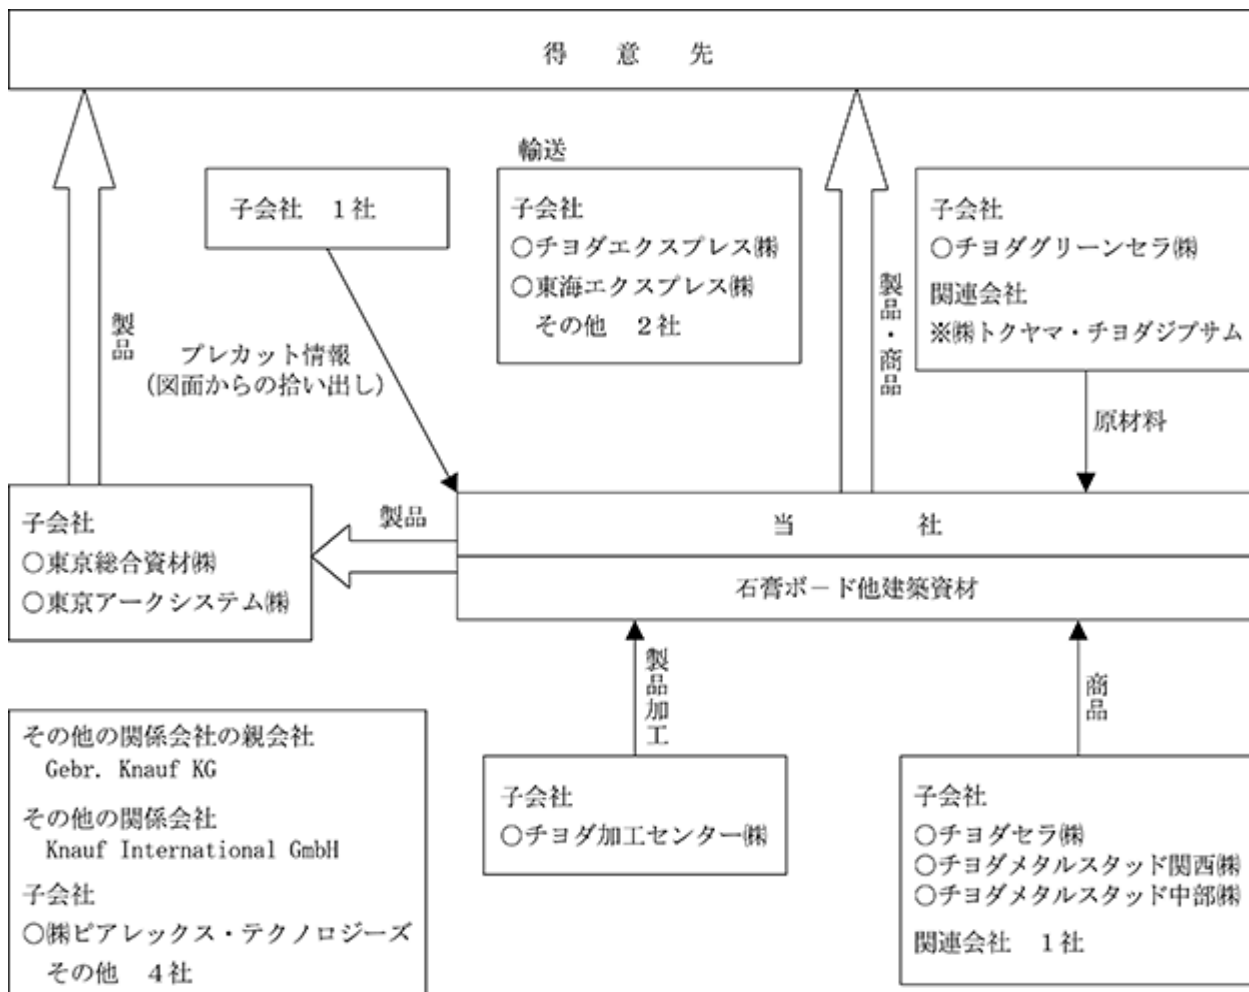 得　意　先
輸送
子会社　１社
子会社
○チヨダエクスプレス㈱
○東海エクスプレス㈱
その他　２社
子会社
○チヨダグリーンセラ㈱
関連会社
※㈱トクヤマ・チヨダジプサム
製品
プレカット情報
(図面からの拾い出し)
製品・商品
原材料
子会社
○東京総合資材㈱
○東京アークシステム㈱
製品
当　社
石膏ボード他建築資材
製品加工
商品
その他の関係会社の親会社
Gebr. Knauf KG
その他の関係会社
Knauf International GmbH
子会社
○㈱ピアレックス・テクノロジーズ
その他　４社
子会社
○チヨダ加工センター㈱
子会社
○チヨダセラ㈱
○チヨダメタルスタッド関西㈱
○チヨダメタルスタッド中部㈱
関連会社　１社